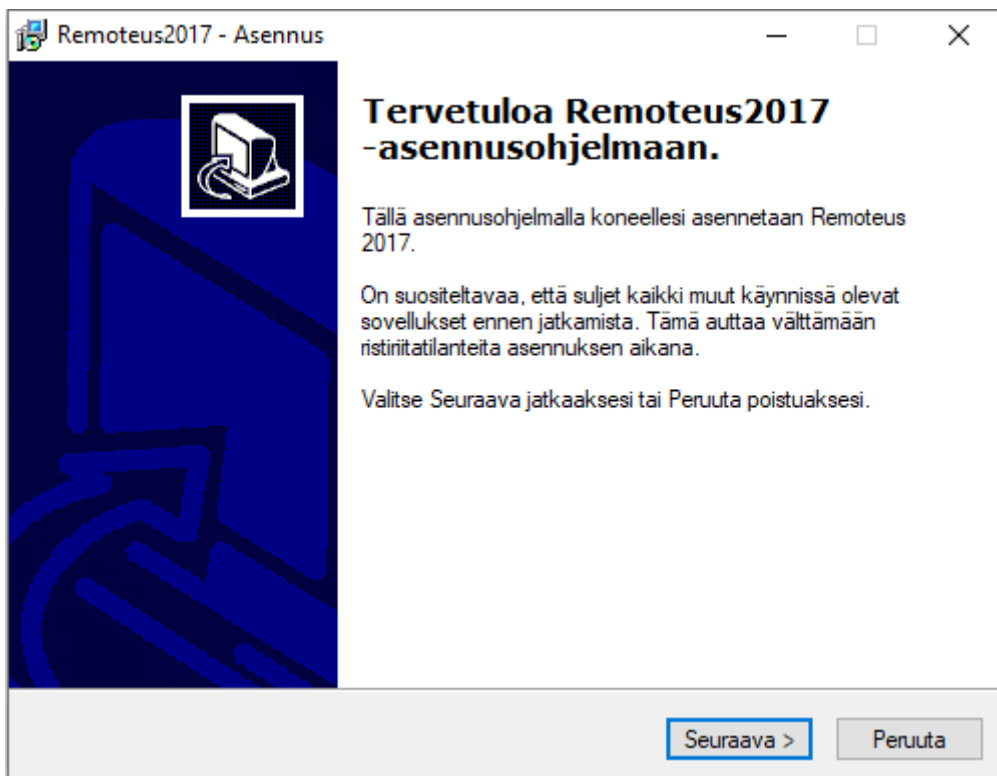 Remoteus2017 - Asennus
Tervetuloa Remoteus2017
-asennusohjelmaan.
Tällä asennusohjelmalla koneellesi asennetaan Remoteus
2017.
On suositeltavaa, että suljet kaikki muut käynnissä olevat
sovellukset ennen jatkamista. Tämä auttaa välttämään
ristiriitatilanteita asennuksen aikana.
Valitse Seuraava jatkaaksesi tai Peruuta poistuaksesi.
Seuraava >
Peruuta